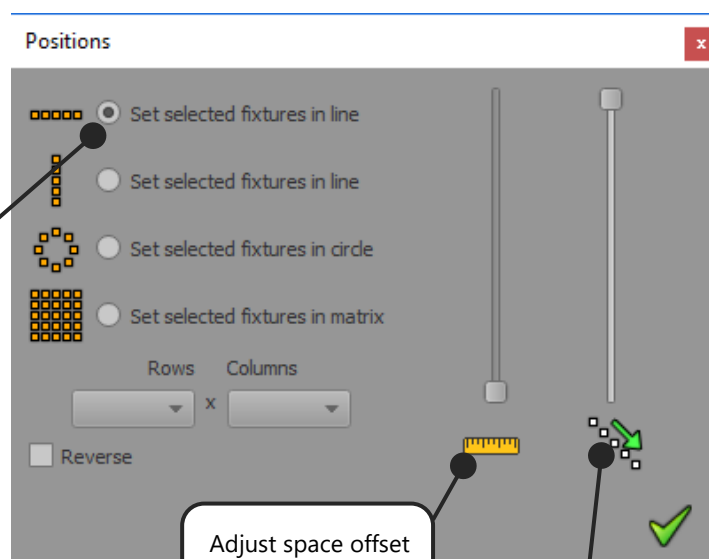 Positions
x
Set selected fixtures in line
Set selected fixtures in line
Set selected fixtures in circle
Set selected fixtures in matrix
Rows Columns
x
Reverse
Adjust space offset